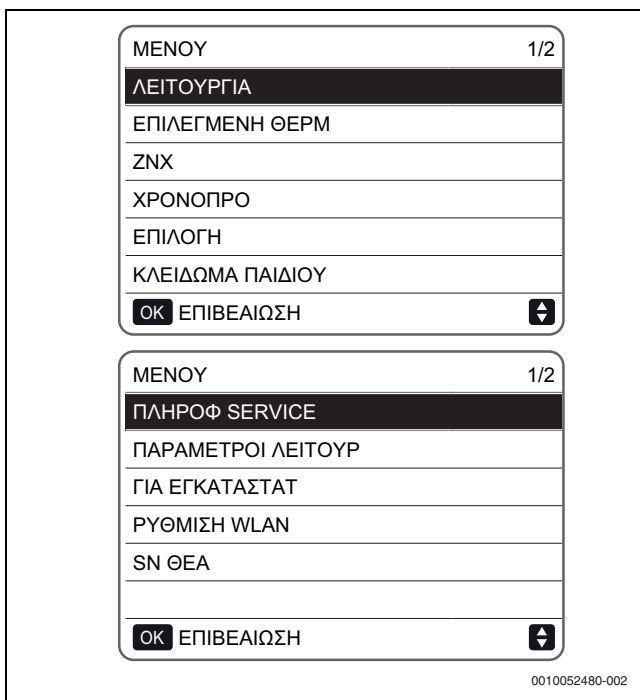 ΜΕΝΟΥ 1/2
ΛΕΙΤΟΥΡΓΙΑ
ΕΠΙΛΕΓΜΕΝΗ ΘΕΡΜ
ΖΝΧ
ΧΡΟΝΟΠΡΟ
ΕΠΙΛΟΓΗ
ΚΛΕΙΔΩΜΑ ΠΑΙΔΙΟΥ
OK ΕΠΙΒΕΑΙΩΣΗ
ΜΕΝΟΥ 1/2
ΠΛΗΡΟΦ SERVICE
ΠΑΡΑΜΕΤΡΟΙ ΛΕΙΤΟΥΡ
ΓΙΑ ΕΓΚΑΤΑΣΤΑΤ
ΡΥΘΜΙΣΗ WLAN
SN ΘΕΑ
OK ΕΠΙΒΕΑΙΩΣΗ
0010052480-002